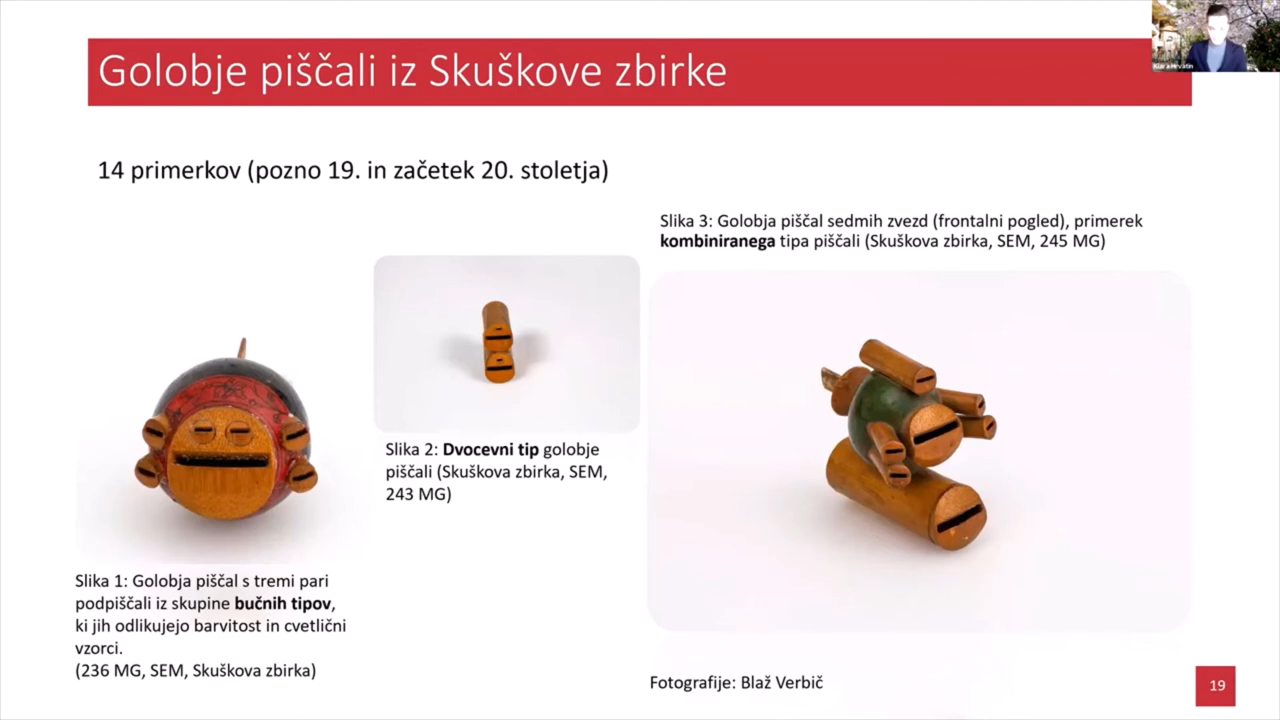 Golobje piščali iz Skuškove zbirke
Klara Hrvatin
14 primerkov (pozno 19. in začetek 20. stoletja)
Slika 3: Golobja piščal sedmih zvezd (frontalni pogled), primerek
kombiniranega tipa piščali (Skuškova zbirka, SEM, 245 MG)
Slika 2: Dvocevni tip golobje
piščali (Skuškova zbirka, SEM,
243 MG)
Slika 1: Golobja piščal s tremi pari
podpiščali iz skupine bučnih tipov,
ki jih odlikujejo barvitost in cvetlični
vzorci.
(236 MG, SEM, Skuškova zbirka)
Fotografije: Blaž Verbič
19